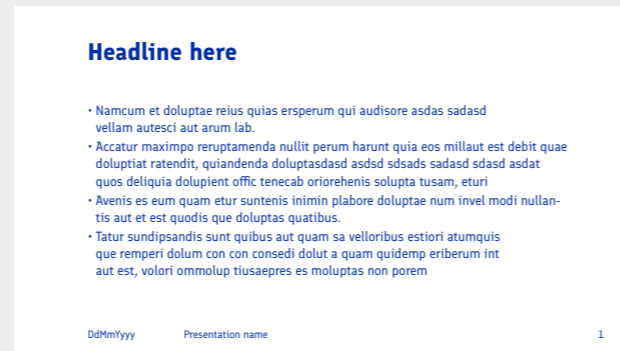 Headline here
• Namcum et doluptae reius quias ersperum qui audisore asdas sadasd
vellam autesci aut arum lab.
• Accatur maximpo reruptamenda nullit perum harunt quia eos millaut est debit quae
doluptiat ratendit, quiandenda doluptasdasd asdsd sdsads sadasd sdasd asdat
quos deliquia dolupient offic tenecab oriorehenis solupta tusam, eturi
• Avenis es eum quam etur suntenis inimin plabore doluptae num invel modi nullan-
tis aut et est quodis que doluptas quatibus.
• Tatur sundipsandis sunt quibus aut quam sa velloribus estiori atumquis
que remperi dolum con con consedi dolut a quam quidemp eriberum int
aut est, volori ommolup tiusaepres es moluptas non porem
DdMmYyyy Presentation name 1